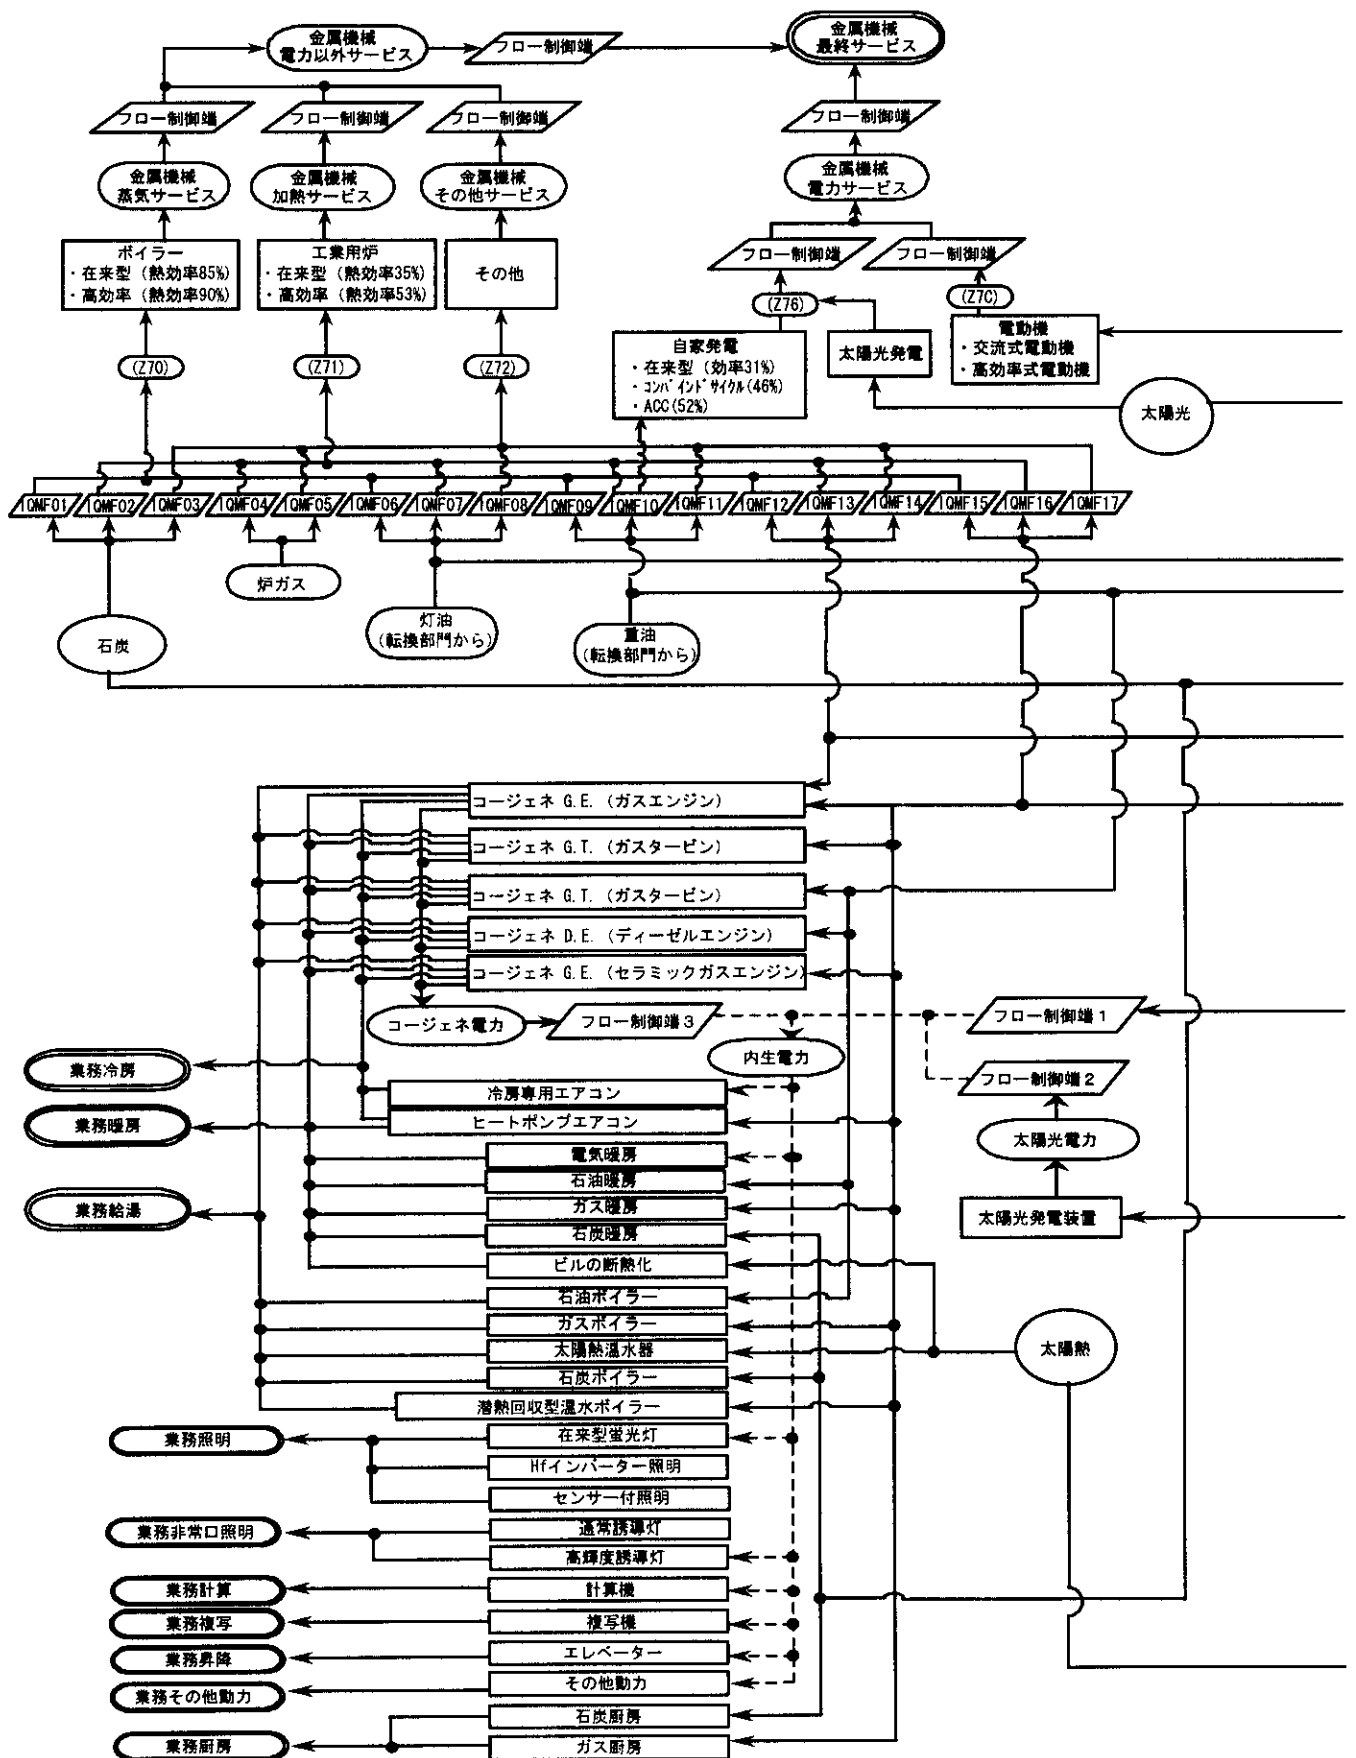 金属機械
電力以外サービス
フロー制御端
金属機械
最終サービス
フロー制御端
フロー制御端
フロー制御端
フロー制御端
金属機械
蒸気サービス
金属機械
加熱サービス
金属機械
その他サービス
金属機械
電力サービス
ボイラー
・在来型 (熱効率85%)
・高効率 (熱効率90%)
工業用炉
・在来型 (熱効率35%)
・高効率 (熱効率53%)
その他
フロー制御端
フロー制御端
(Z76)
(Z7C)
自家発電
・在来型 (効率31%)
・コンバインドサイクル(46%)
・ACC(52%)
太陽光発電
電動機
・交流式電動機
・高効率式電動機
(Z70)
(Z71)
(Z72)
太陽光
1QMF01
1QMF02
1QMF03
1QMF04
1QMF05
1QMF06
1QMF07
1QMF08
1QMF09
1QMF10
1QMF11
1QMF12
1QMF13
1QMF14
1QMF15
1QMF16
1QMF17
炉ガス
石炭
灯油
(転換部門から)
重油
(転換部門から)
コージェネ G.E. (ガスエンジン)
コージェネ G.T. (ガスタービン)
コージェネ G.T. (ガスタービン)
コージェネ D.E. (ディーゼルエンジン)
コージェネ G.E. (セラミックガスエンジン)
コージェネ電力
フロー制御端3
フロー制御端1
内生電力
フロー制御端2
業務冷房
冷房専用エアコン
業務暖房
ヒートポンプエアコン
太陽光電力
電気暖房
石油暖房
業務給湯
ガス暖房
太陽光発電装置
石炭暖房
ビルの断熱化
石油ボイラー
ガスボイラー
太陽熱温水器
太陽熱
石炭ボイラー
潜熱回収型温水ボイラー
業務照明
在来型蛍光灯
Hfインバーター照明
センサー付照明
業務非常口照明
通常誘導灯
高輝度誘導灯
業務計算
計算機
業務複写
複写機
業務昇降
エレベーター
業務その他動力
その他動力
石炭厨房
業務厨房
ガス厨房